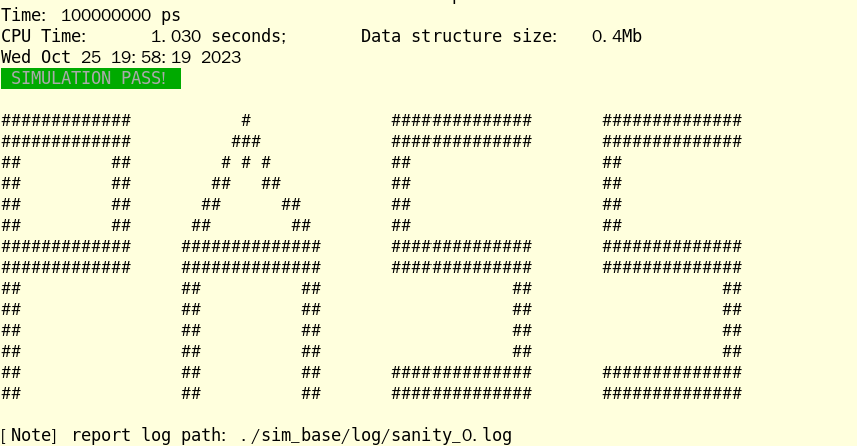 Time: 100000000 ps
CPU Time:      1.030 seconds;       Data structure size:   0.4Mb
Wed Oct 25 19:58:19 2023
SIMULATION PASS!
#############           #              ##############       ##############
#############          ###             ##############       ##############
##         ##         # # #            ##                   ##
##         ##        ##   ##           ##                   ##
##         ##       ##      ##         ##                   ##
##         ##      ##        ##        ##                   ##
#############     ##############       ##############       ##############
#############     ##############       ##############       ##############
##                ##          ##                   ##                   ##
##                ##          ##                   ##                   ##
##                ##          ##                   ##                   ##
##                ##          ##                   ##                   ##
##                ##          ##       ##############       ##############
##                ##          ##       ##############       ##############
[Note] report log path: ./sim_base/log/sanity_0.log